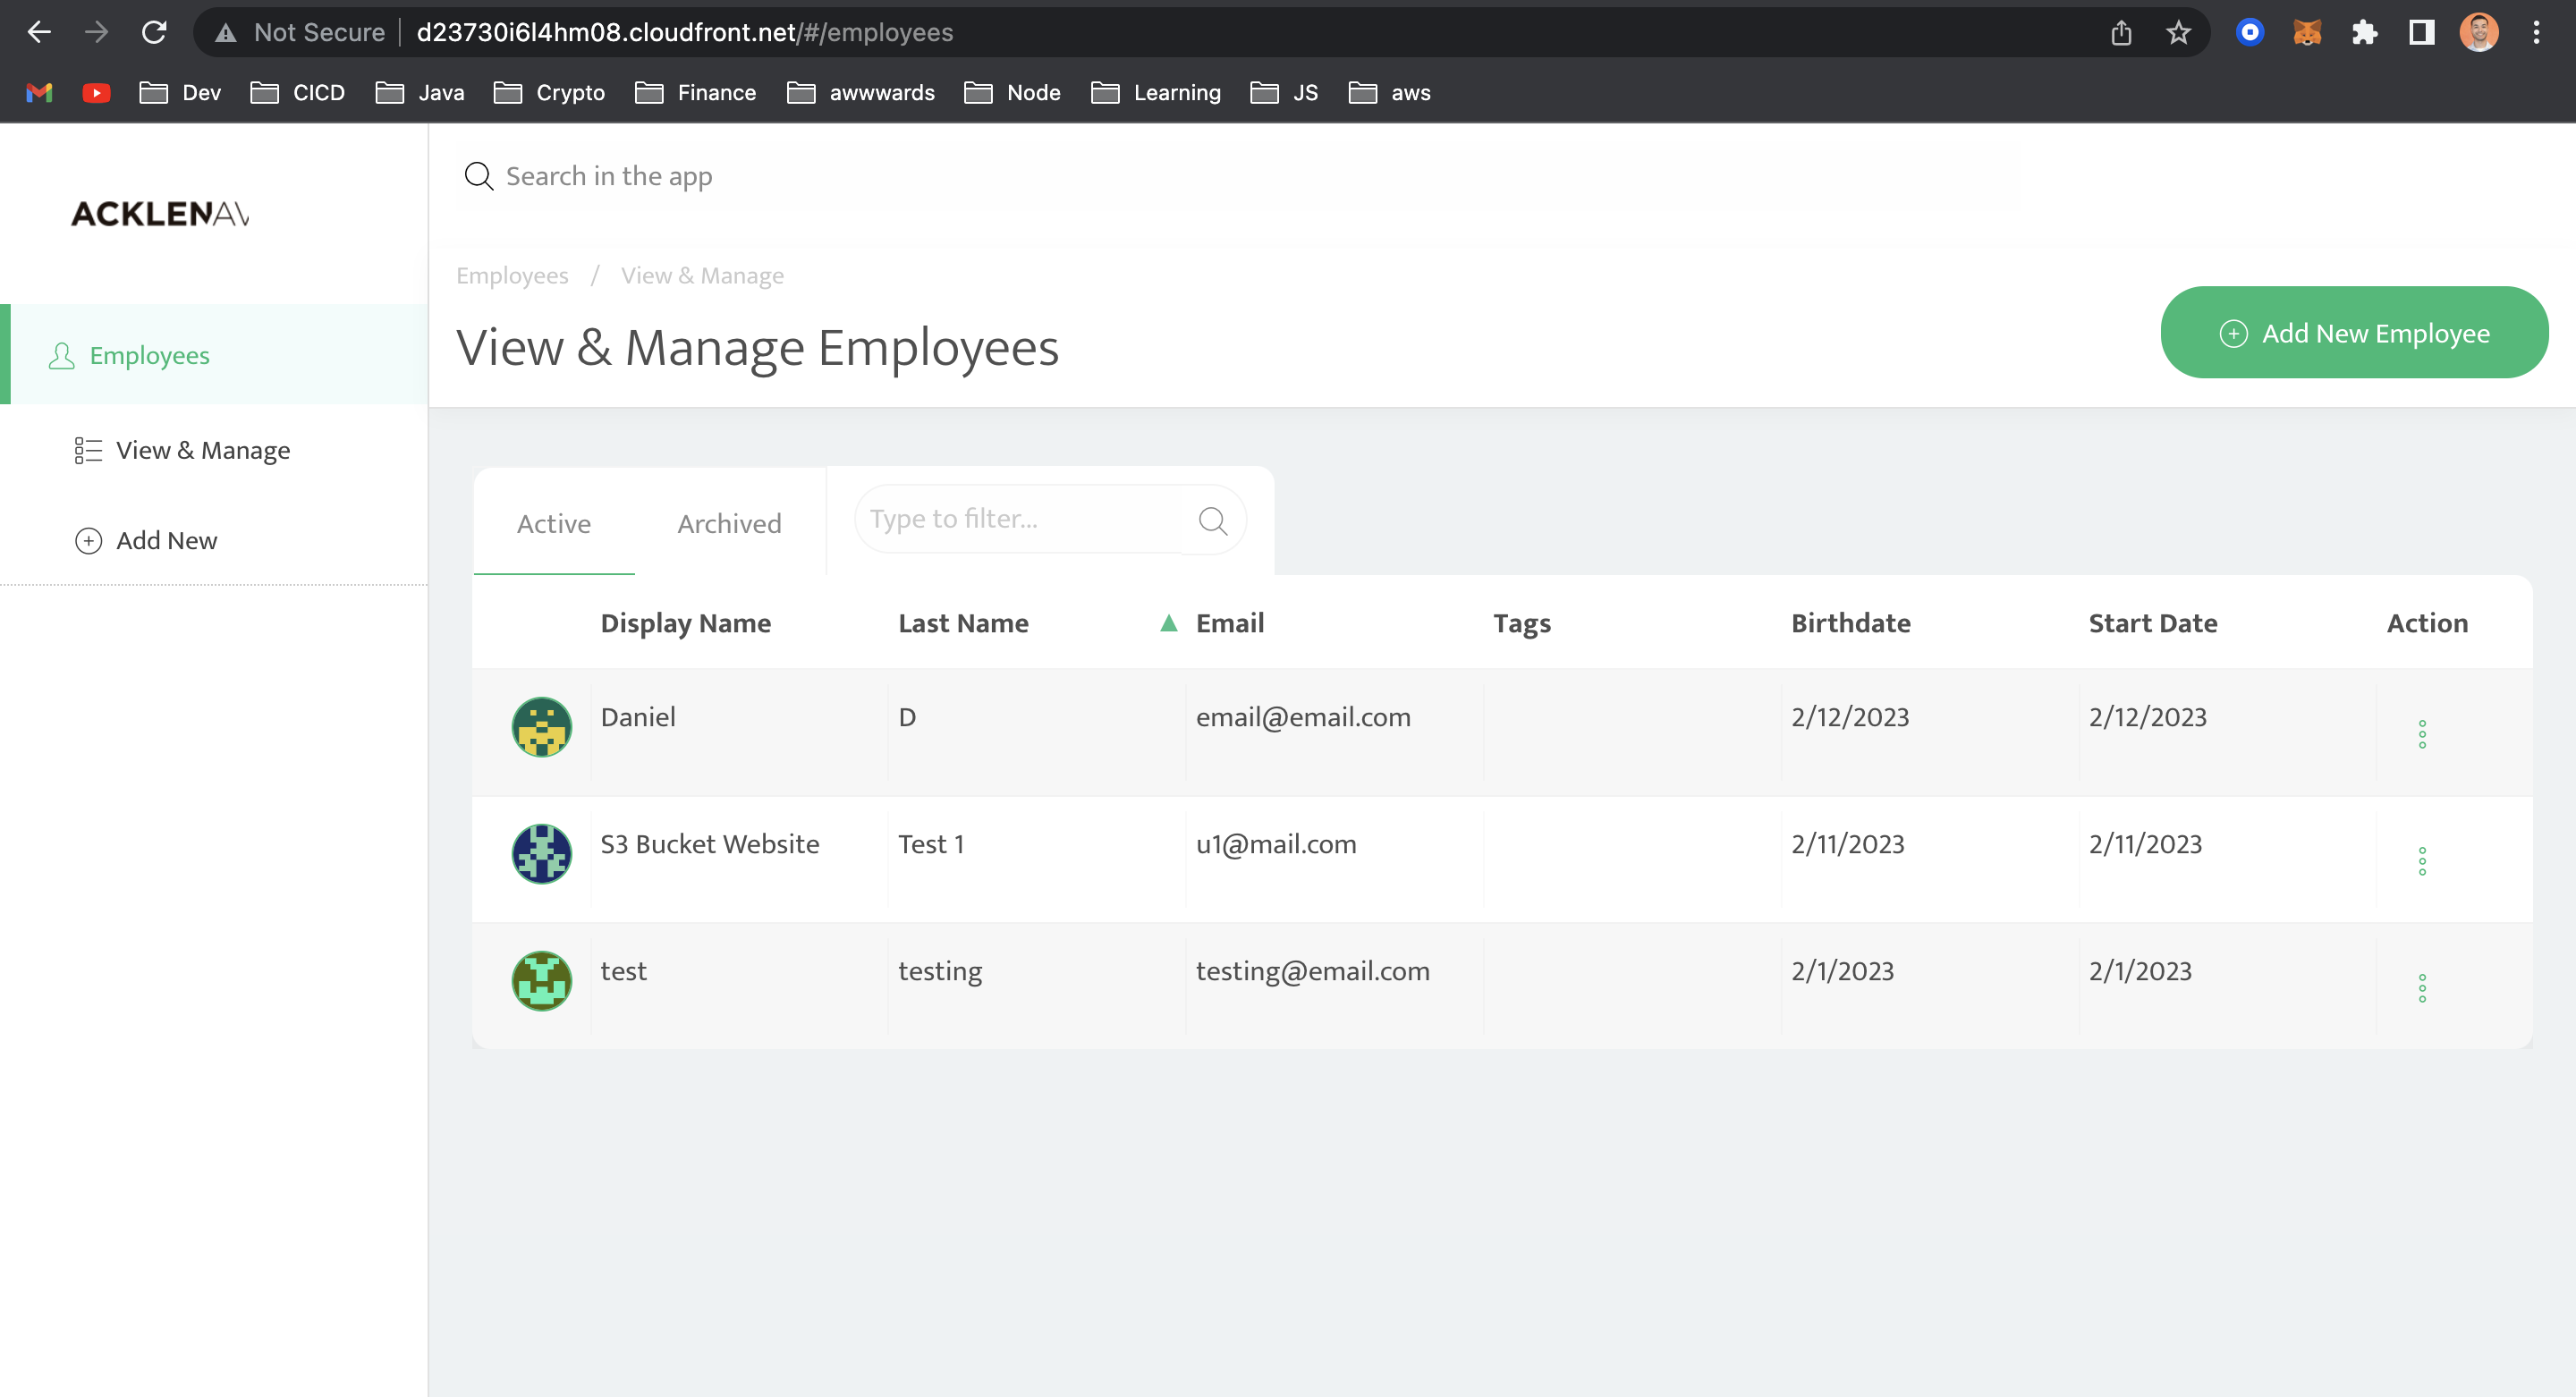 Not Secure d23730i6l4hm08.cloudfront.net/#/employees
Dev CICD Java Crypto Finance awwwards Node Learning JS aws
Search in the app
ACKLENAV
Employees / View & Manage
View & Manage Employees
Add New Employee
Employees
View & Manage
Add New
Active Archived Type to filter...
Display Name Last Name ▲ Email Tags Birthdate Start Date Action
Daniel D email@email.com 2/12/2023 2/12/2023
S3 Bucket Website Test 1 u1@mail.com 2/11/2023 2/11/2023
test testing testing@email.com 2/1/2023 2/1/2023